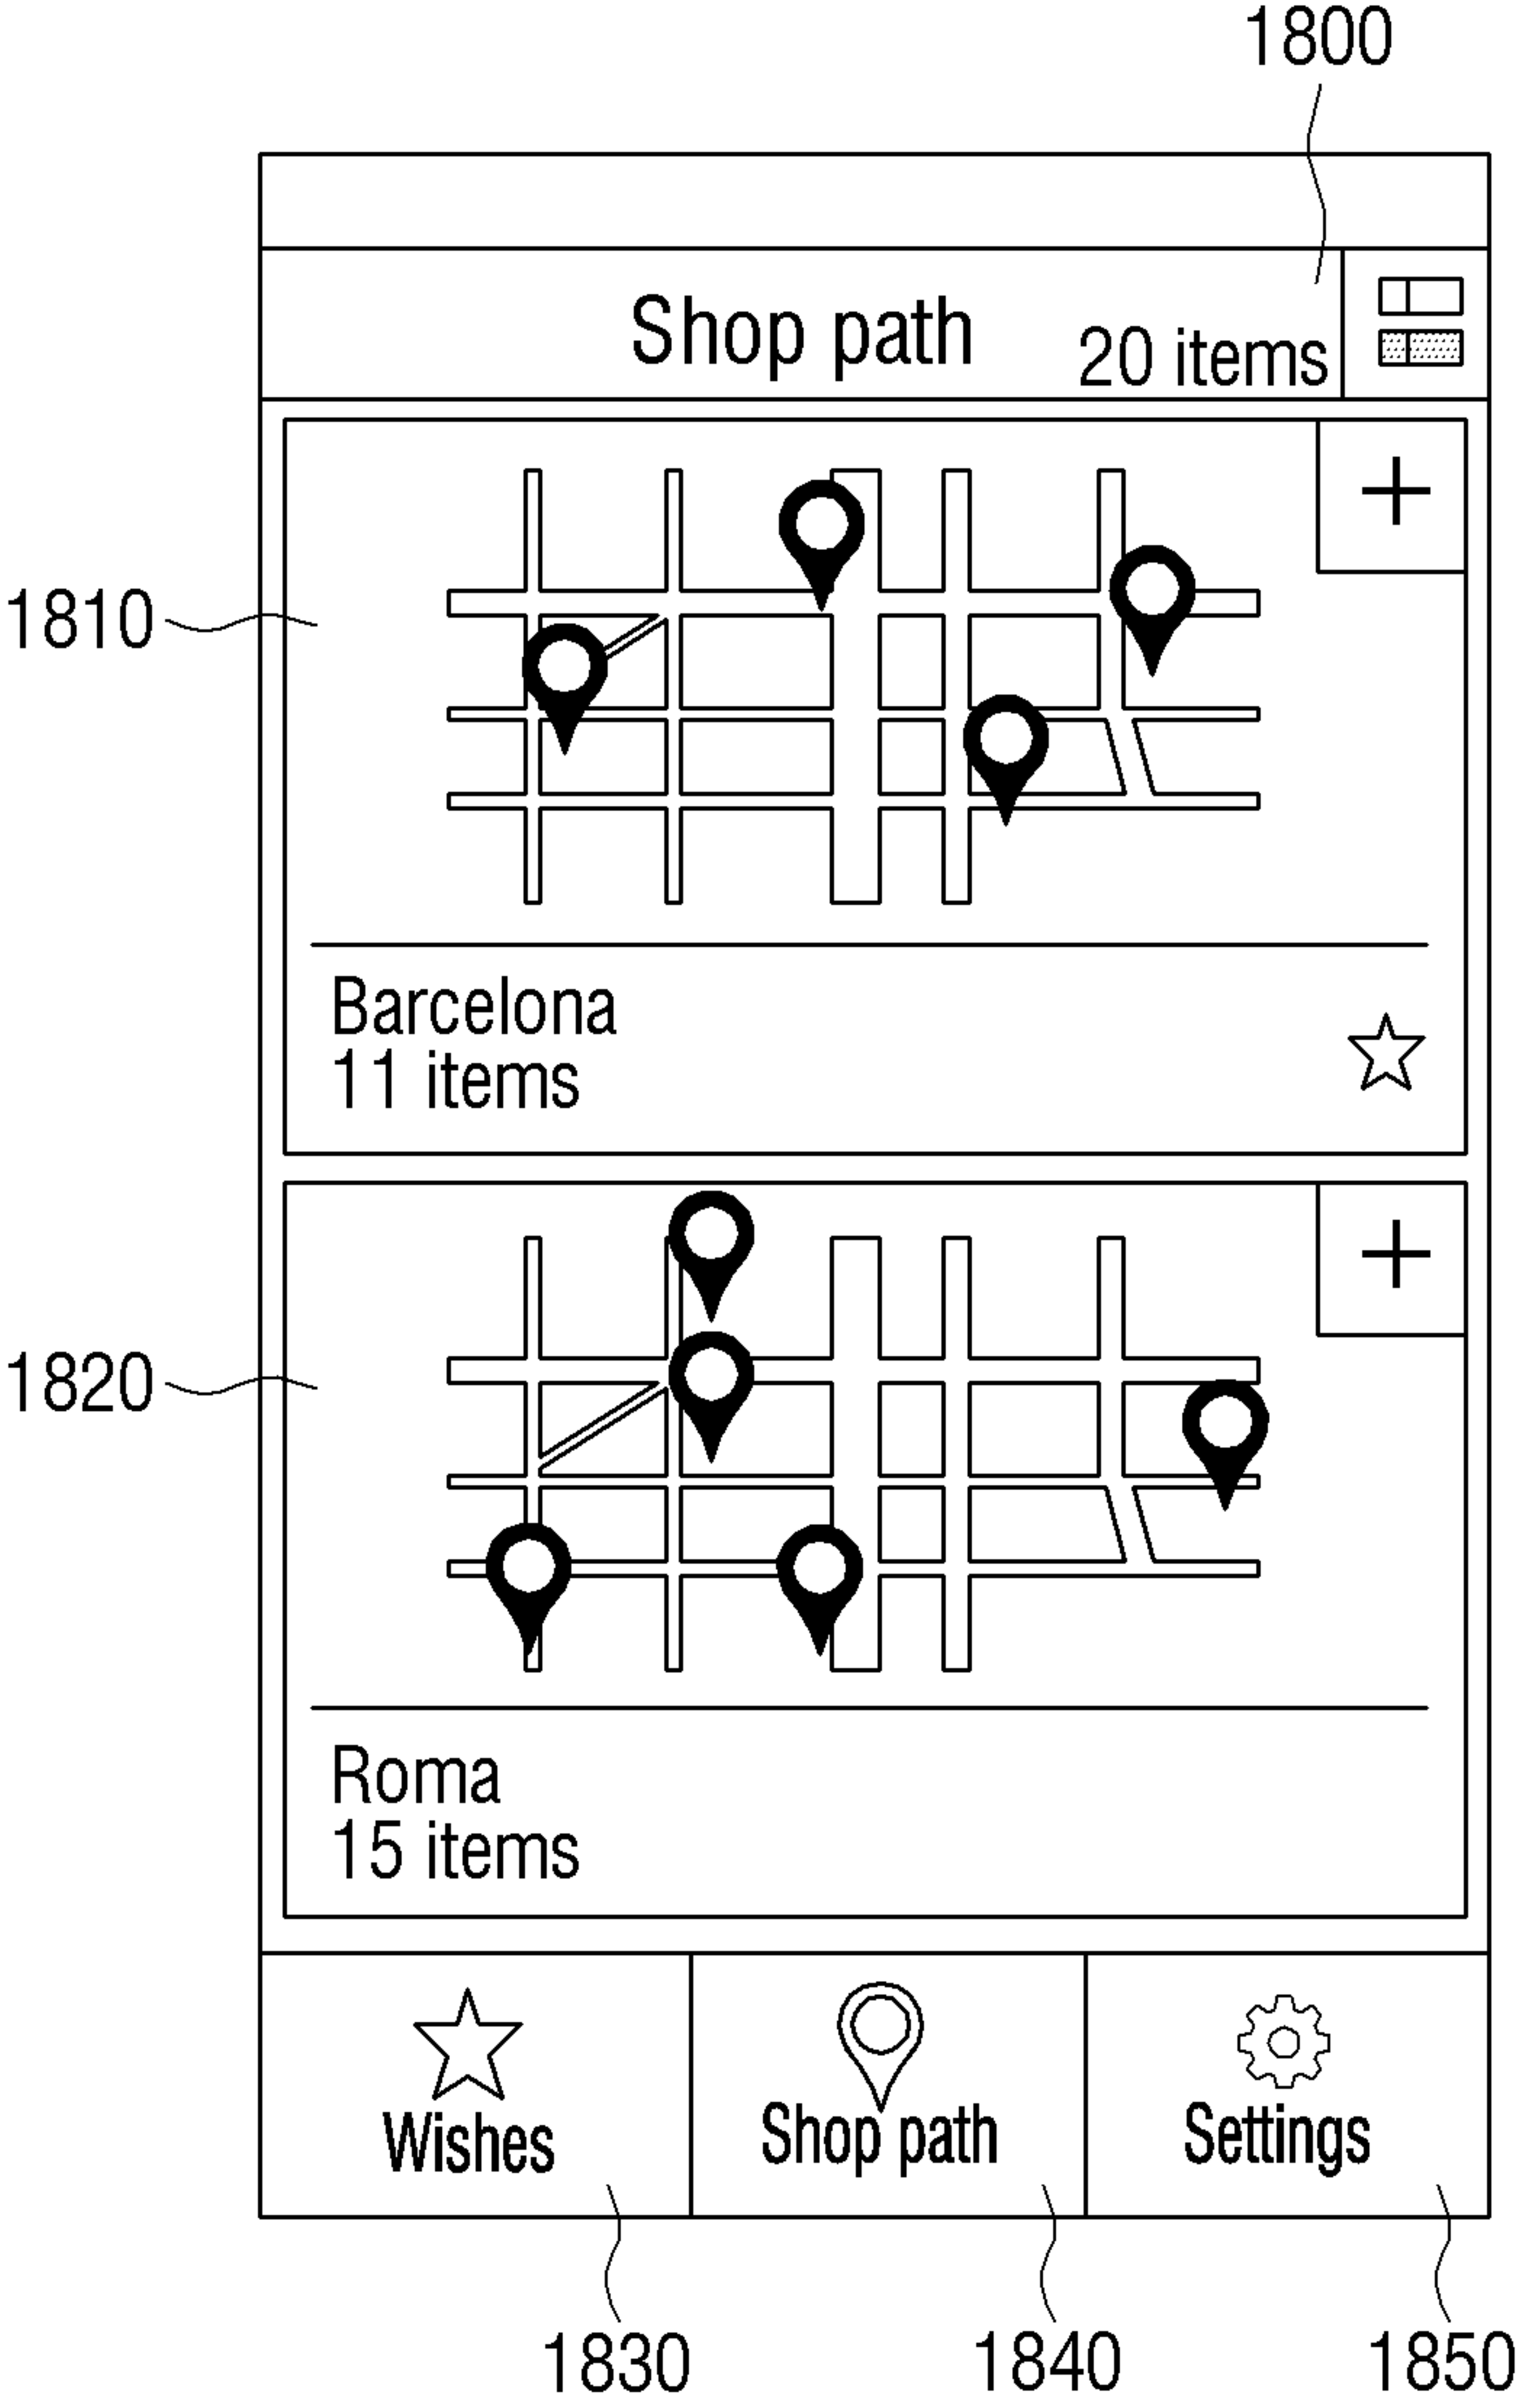 1800
Shop path
20 items
1810
Barcelona
11 items
1820
Roma
15 items
Wishes
Shop path
Settings
1830
1840
1850